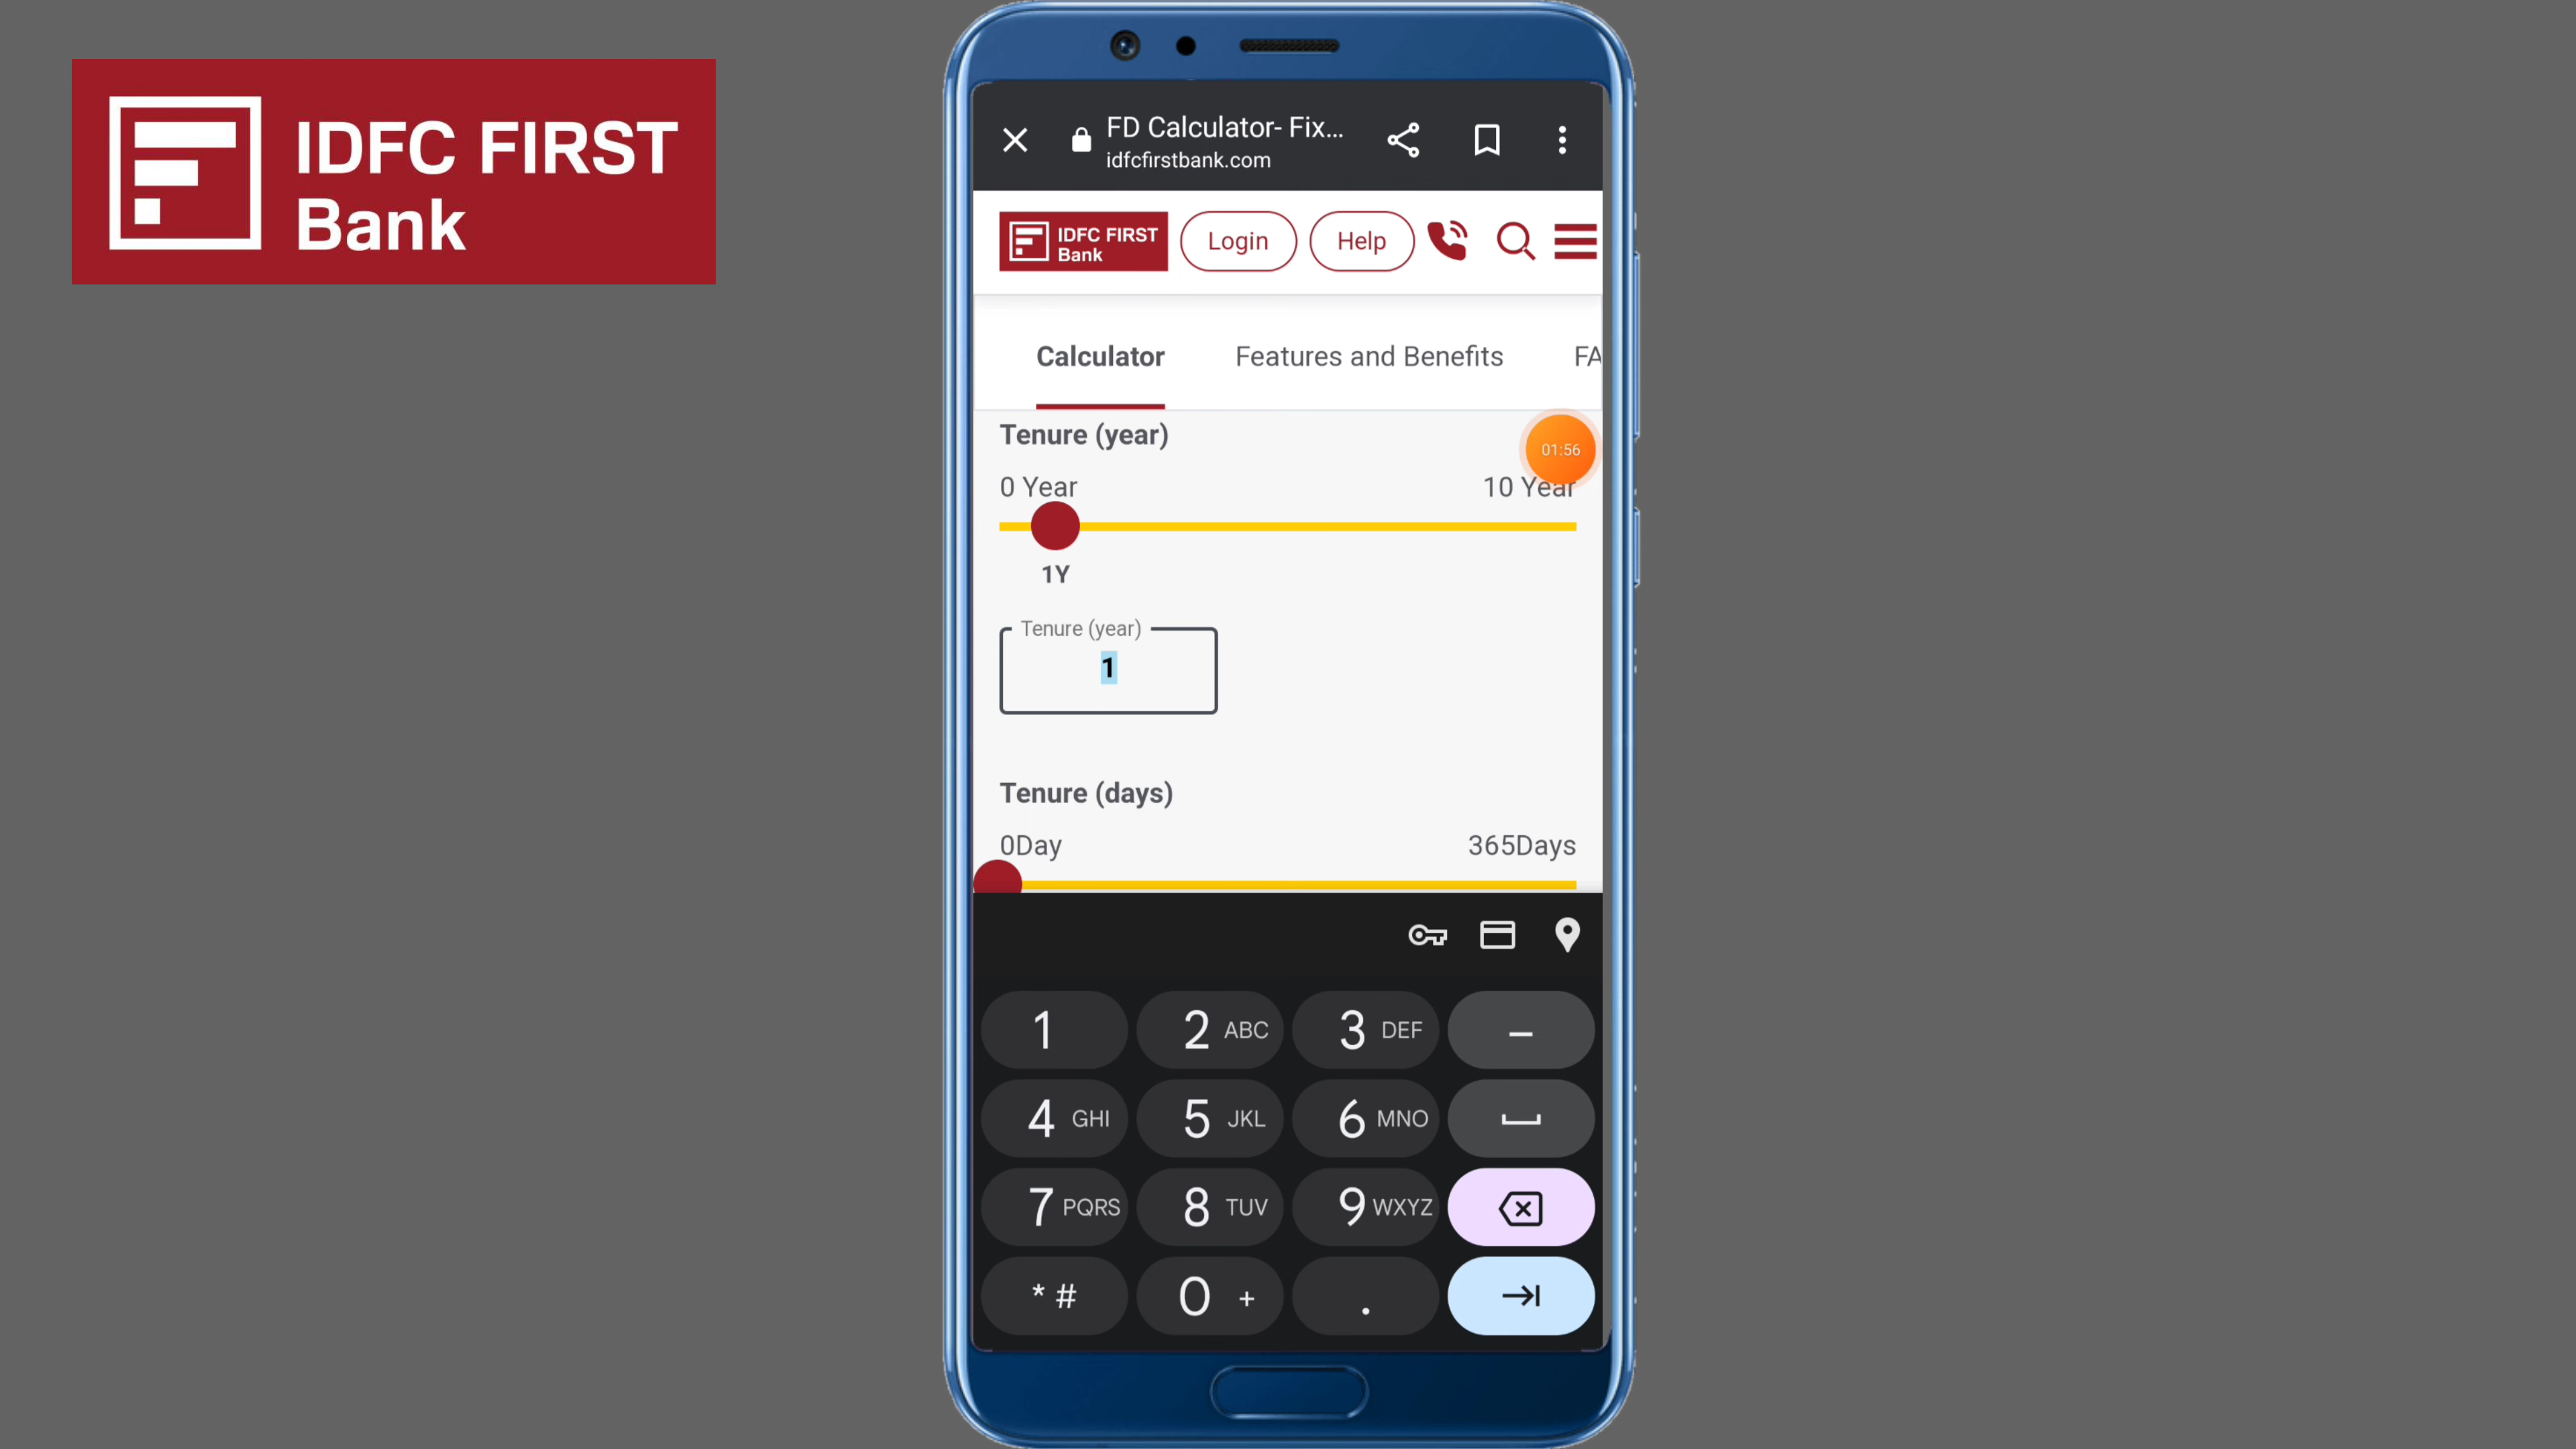 IDFC FIRST
Bank
FD Calculator- Fix...
idfcfirstbank.com
IDFC FIRST
Bank
Login
Help
Calculator
Features and Benefits
FA
Tenure (year)
01:56
0 Year
10 Year
1Y
Tenure (year)
1
Tenure (days)
0Day
365Days
1
2 ABC
3 DEF
–
4 GHI
5 JKL
6 MNO
7 PQRS
8 TUV
9 WXYZ
* #
0 +
.